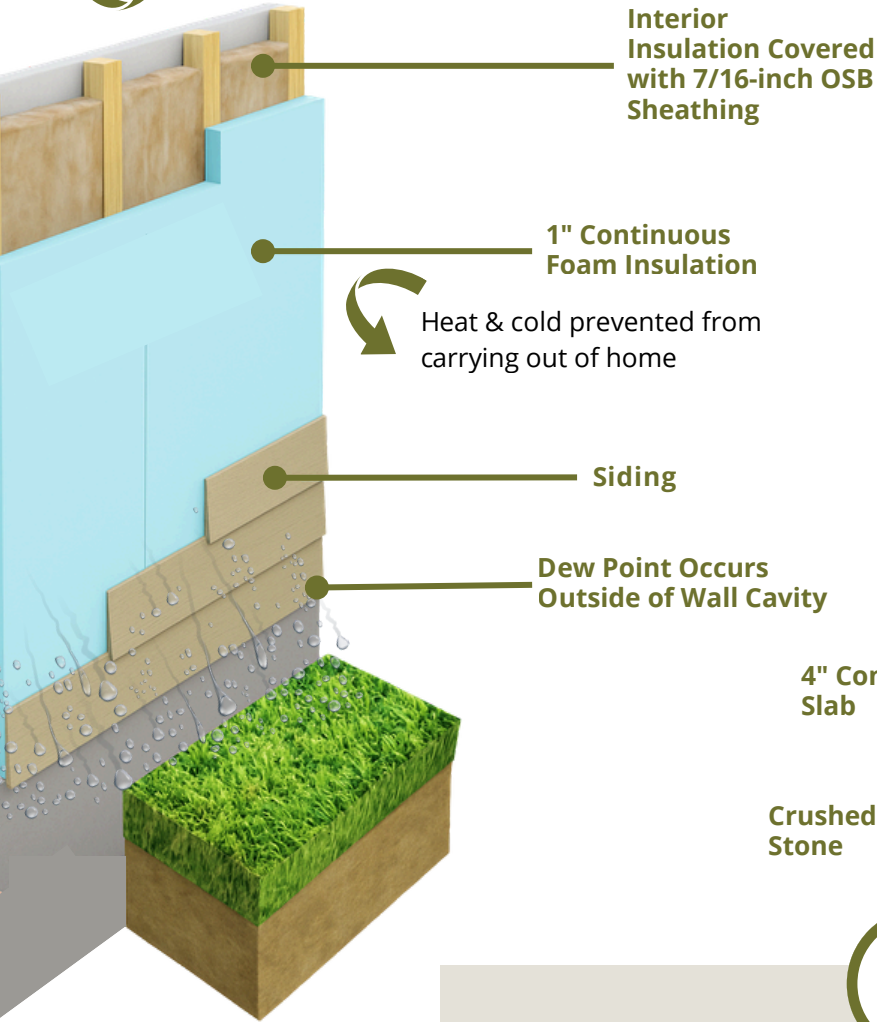 Interior
Insulation Covered
with 7/16-inch OSB
Sheathing
1" Continuous
Foam Insulation
Heat & cold prevented from
carrying out of home
Siding
Dew Point Occurs
Outside of Wall Cavity
4"
Slab
Crushed
Stone